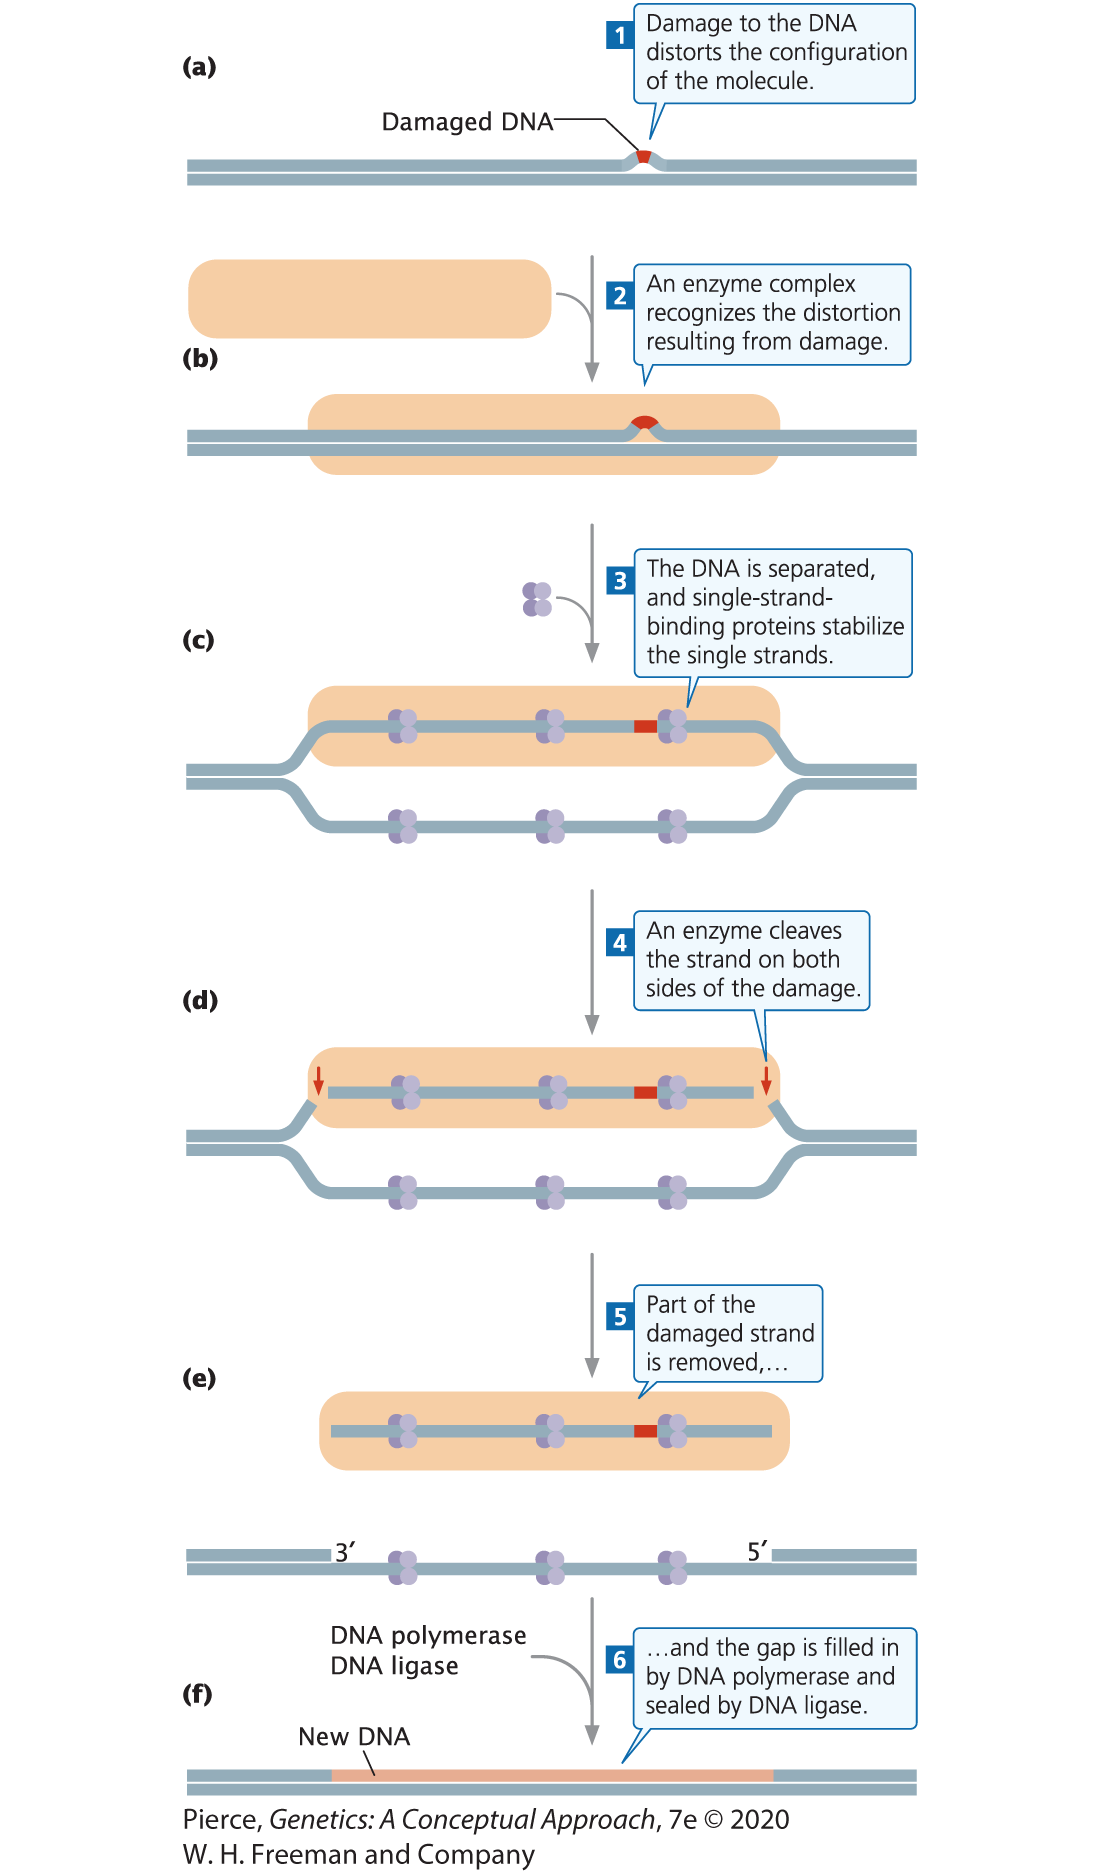 (a)
1
Damage to the DNA
distorts the configuration
of the molecule.
Damaged DNA
2
An enzyme complex
recognizes the distortion
resulting from damage.
(b)
3
The DNA is separated,
and single-strand-
binding proteins stabilize
the single strands.
(c)
4
An enzyme cleaves
the strand on both
sides of the damage.
(d)
5
Part of the
damaged strand
is removed,…
(e)
3′
5′
DNA polymerase
DNA ligase
6
…and the gap is filled in
by DNA polymerase and
sealed by DNA ligase.
(f)
New DNA
Pierce, Genetics: A Conceptual Approach, 7e © 2020
W. H. Freeman and Company